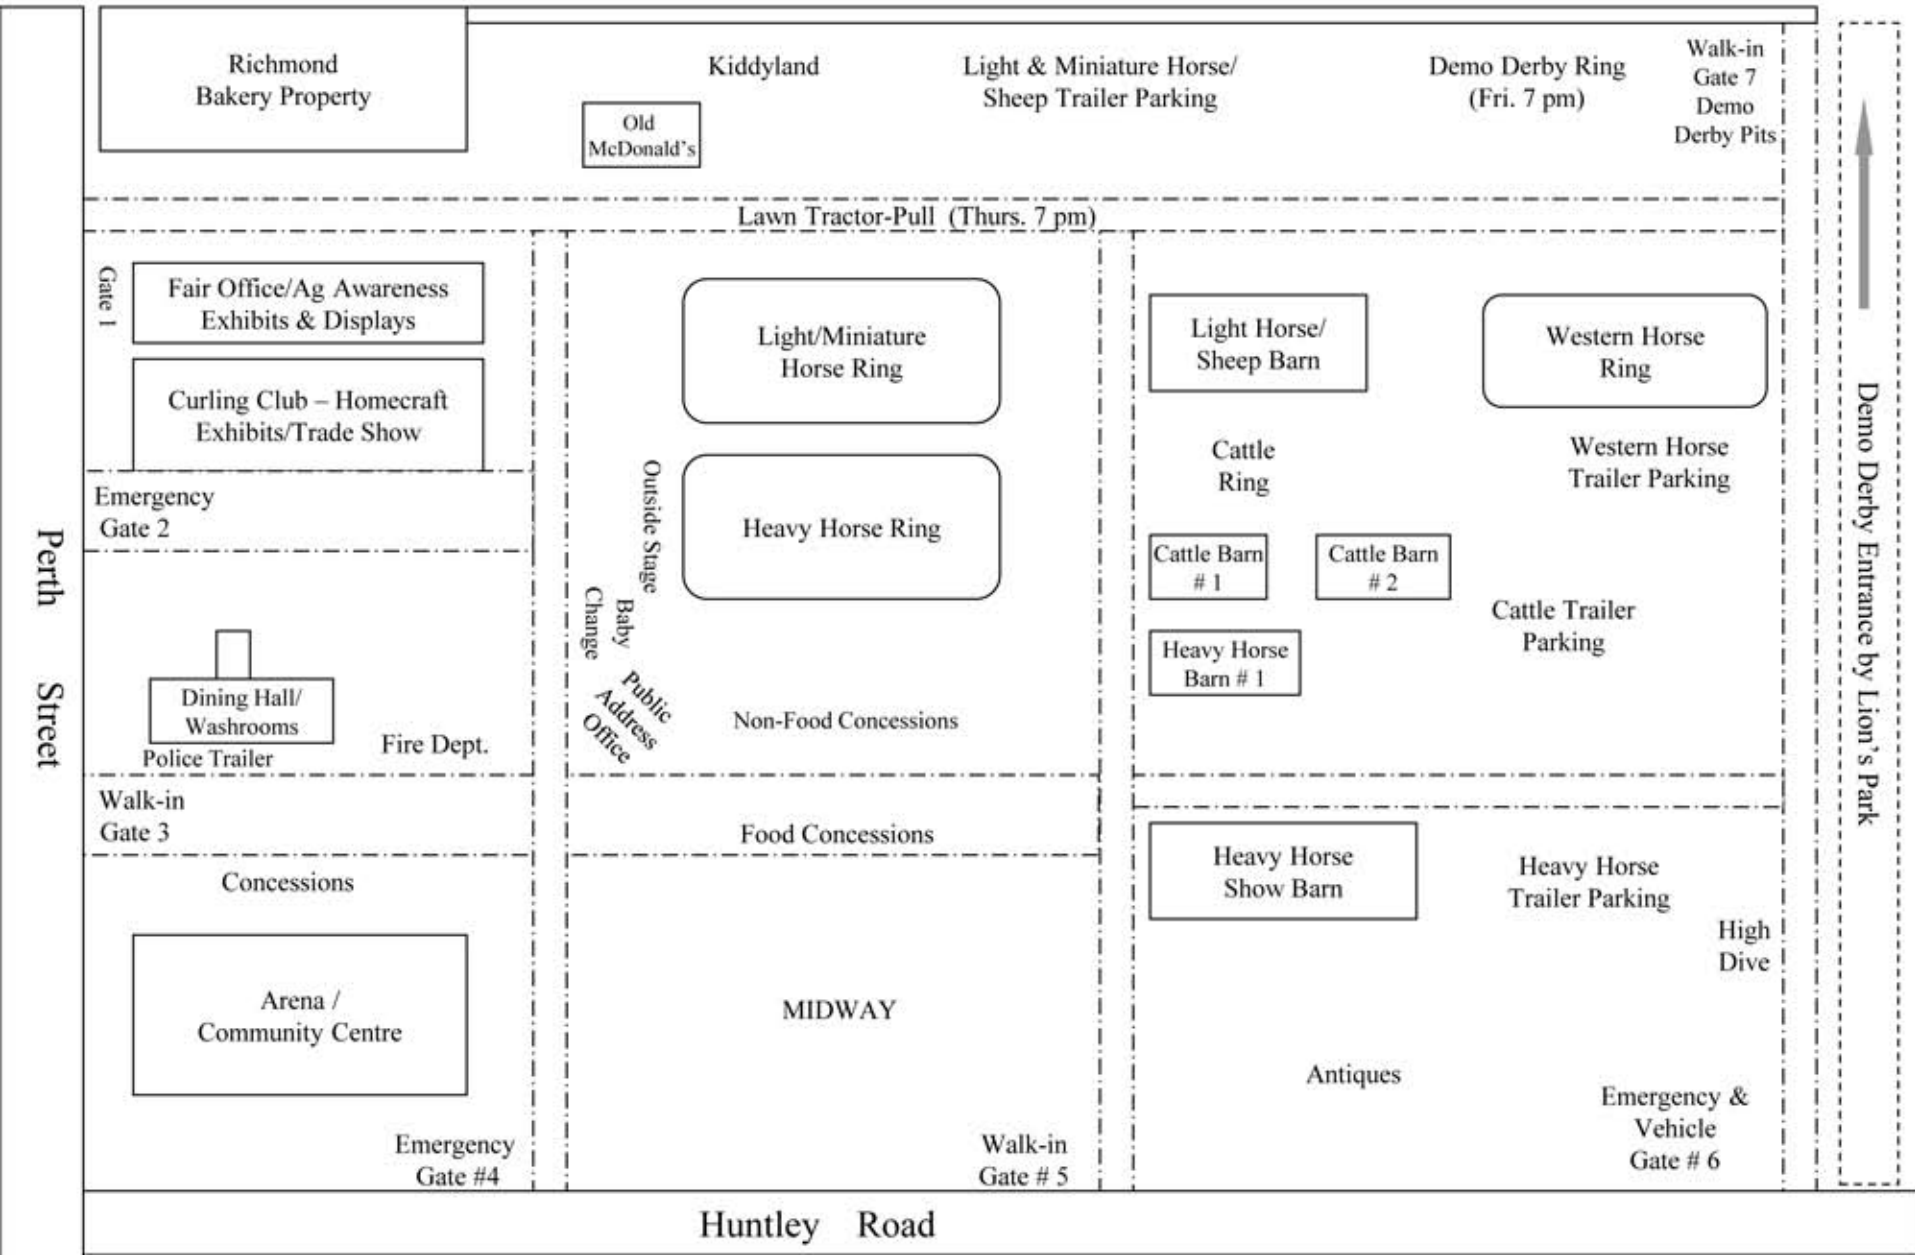 Richmond
Bakery Property
Kiddyland
Old
McDonald's
Light & Miniature Horse/
Sheep Trailer Parking
Demo Derby Ring
(Fri. 7 pm)
Walk-in
Gate 7
Demo
Derby Pits
Lawn Tractor-Pull (Thurs. 7 pm)
Gate 1
Fair Office/Ag Awareness
Exhibits & Displays
Curling Club – Homecraft
Exhibits/Trade Show
Emergency
Gate 2
Dining Hall/
Washrooms
Police Trailer
Fire Dept.
Walk-in
Gate 3
Concessions
Arena /
Community Centre
Emergency
Gate #4
Light/Miniature
Horse Ring
Heavy Horse Ring
Outside Stage
Baby
Change
Public
Address
Office
Non-Food Concessions
Food Concessions
MIDWAY
Walk-in
Gate # 5
Light Horse/
Sheep Barn
Western Horse
Ring
Cattle
Ring
Western Horse
Trailer Parking
Cattle Barn
# 1
Cattle Barn
# 2
Cattle Trailer
Parking
Heavy Horse
Barn # 1
Heavy Horse
Show Barn
Heavy Horse
Trailer Parking
High
Dive
Antiques
Emergency &
Vehicle
Gate # 6
Demo Derby Entrance by Lion's Park
Perth Street
Huntley Road